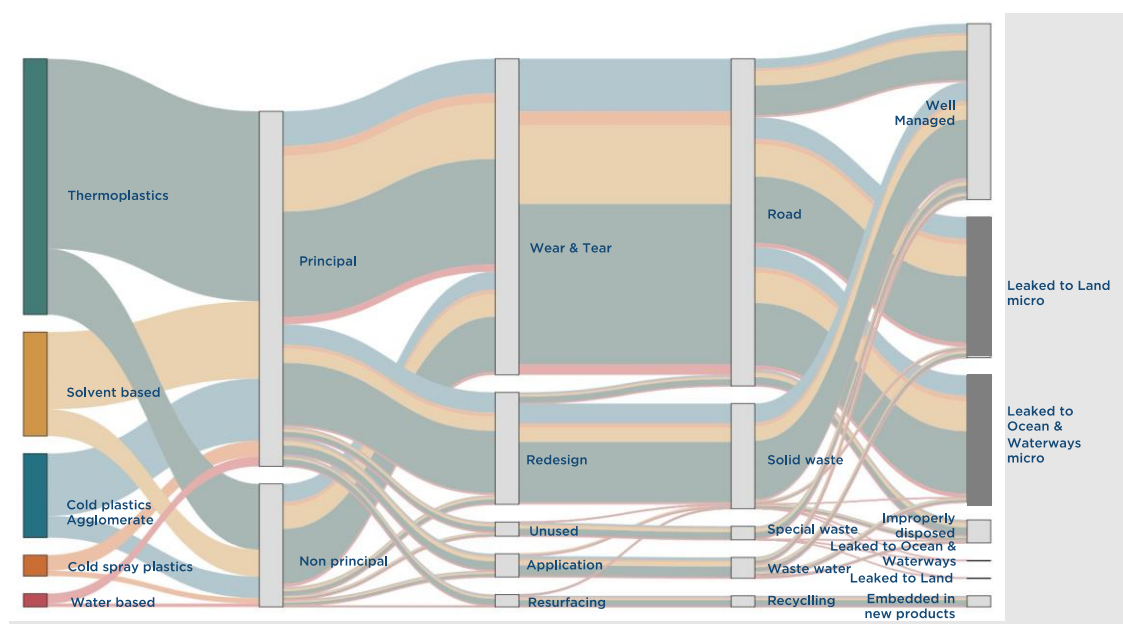 Thermoplastics
Solvent based
Cold plastics
Agglomerate
Cold spray plastics
Water based
Principal
Non principal
Wear & Tear
Redesign
Unused
Application
Resurfacing
Road
Solid waste
Special waste
Waste water
Recyclling
Well
Managed
Leaked to Land
micro
Leaked to
Ocean &
Waterways
micro
Improperly
disposed
Leaked to Ocean &
Waterways
Leaked to Land
Embedded in
new products